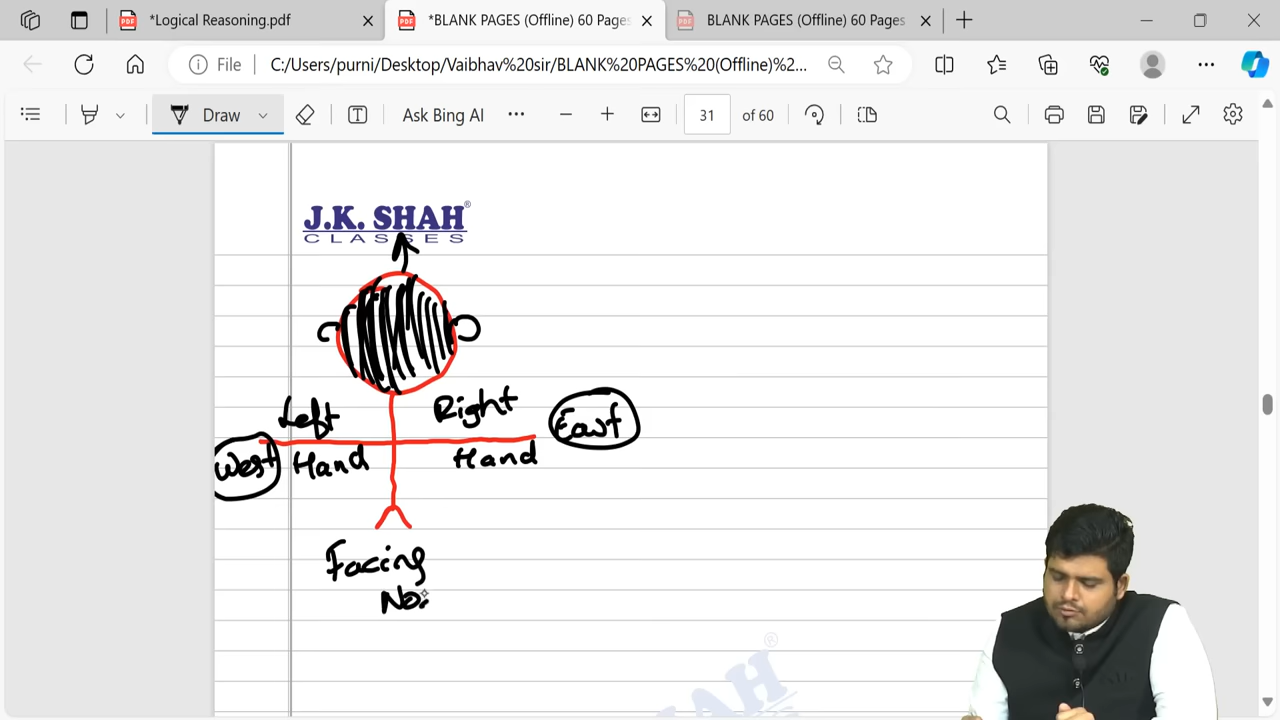 *Logical Reasoning.pdf
*BLANK PAGES (Offline) 60 Pages
BLANK PAGES (Offline) 60 Pages
File
C:/Users/purni/Desktop/Vaibhav%20sir/BLANK%20PAGES%20(Offline)%2...
Draw
Ask Bing AI
31
of 60
J.K. SHAH®
CLASSES
Left
Right
East
West
Hand
Hand
Facing
No
HAH®